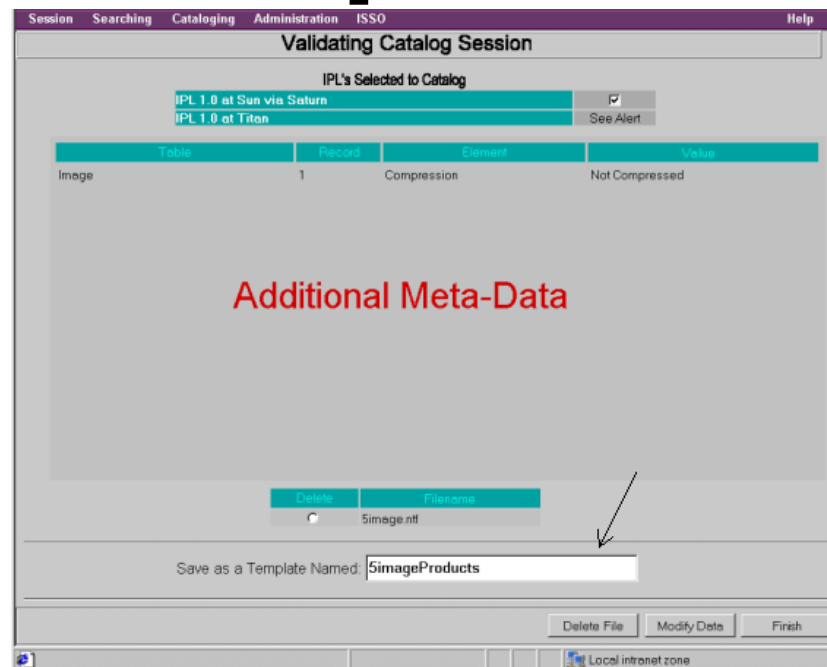 Session Searching Cataloging Administration ISSO Help
Validating Catalog Session
IPL's Selected to Catalog
IPL 1.0 at Sun via Saturn
IPL 1.0 at Titan See Alert
Table Record Element Value
Image 1 Compression Not Compressed
Additional Meta-Data
Delete Filename
5image.ntf
Save as a Template Named: 5imageProducts
Delete File Modify Data Finish
Local intranet zone